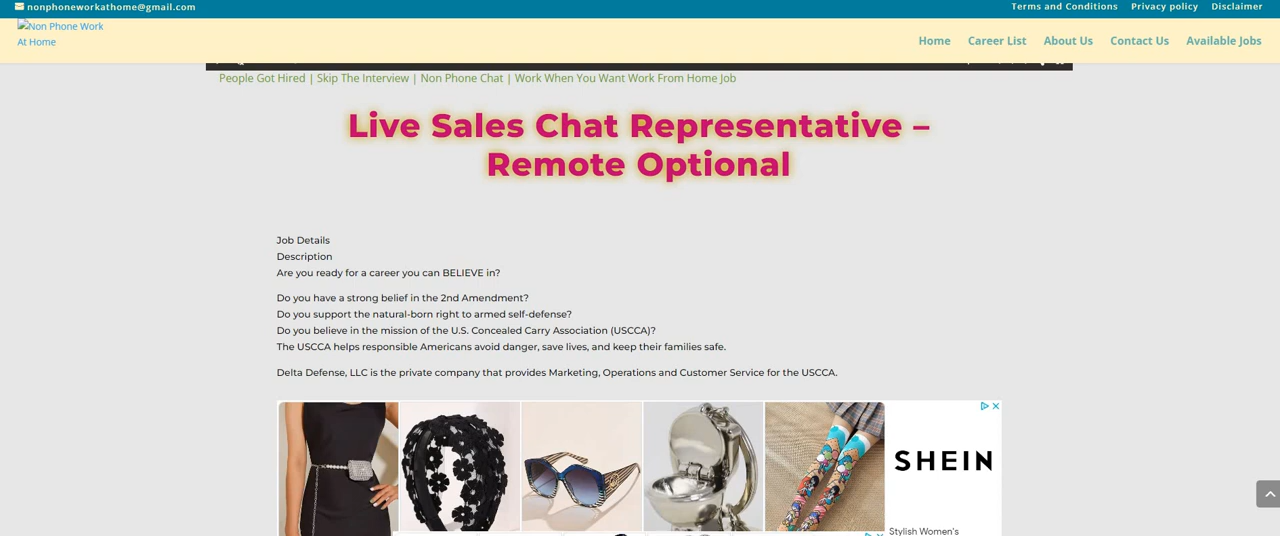 nonphoneworkathome@gmail.com
Terms and Conditions Privacy policy Disclaimer
Non Phone Work
At Home
Home Career List About Us Contact Us Available Jobs
People Got Hired | Skip The Interview | Non Phone Chat | Work When You Want Work From Home Job
Live Sales Chat Representative –
Remote Optional
Job Details
Description
Are you ready for a career you can BELIEVE in?
Do you have a strong belief in the 2nd Amendment?
Do you support the natural-born right to armed self-defense?
Do you believe in the mission of the U.S. Concealed Carry Association (USCCA)?
The USCCA helps responsible Americans avoid danger, save lives, and keep their families safe.
Delta Defense, LLC is the private company that provides Marketing, Operations and Customer Service for the USCCA.
SHEIN
Stylish Women's